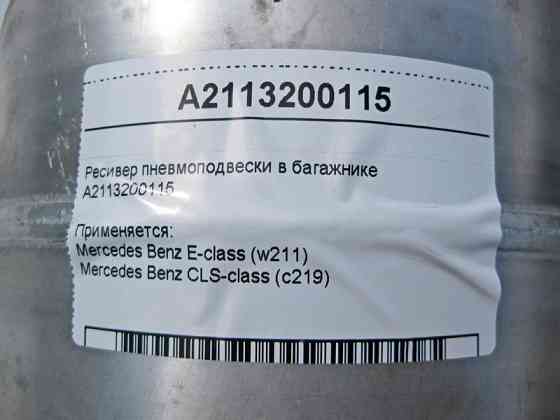 A2113200115
Ресивер пневмоподвески в багажнике
A2113200115
Применяется:
Mercedes Benz E-class (w211)
Mercedes Benz CLS-class (c219)